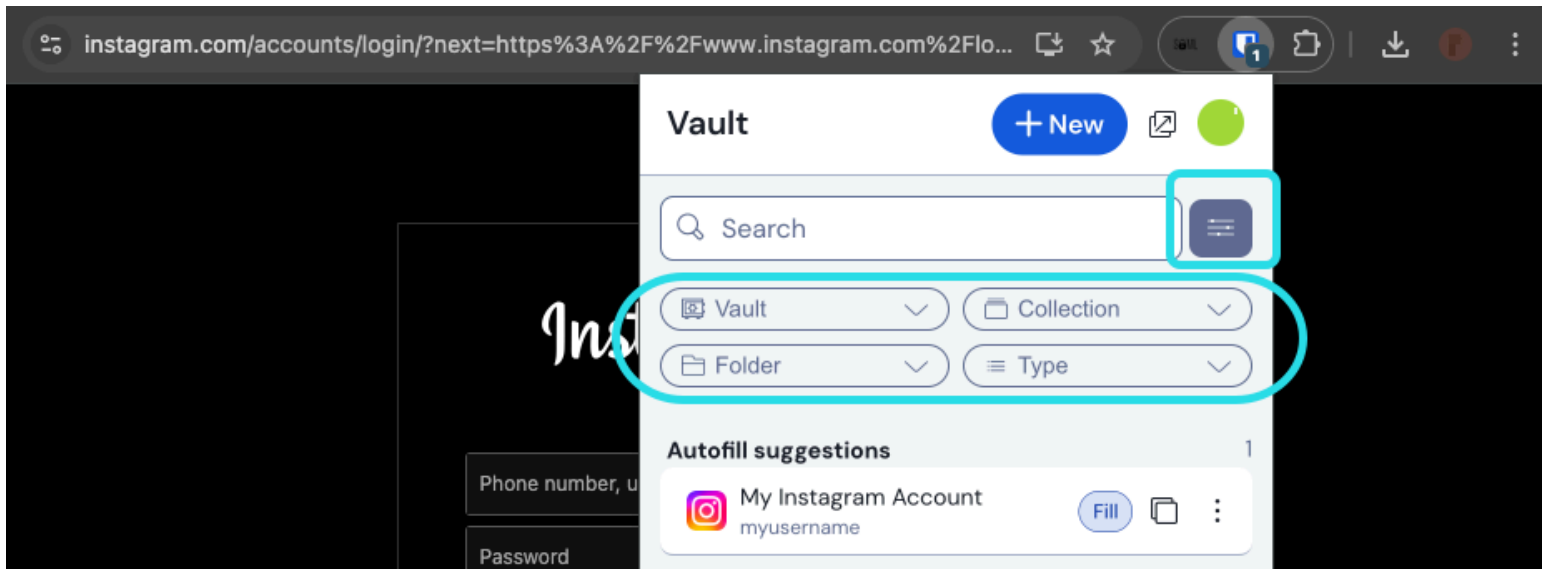 instagram.com/accounts/login/?next=https%3A%2F%2Fwww.instagram.com%2Flo...
1
Vault
New
Search
Vault
Collection
Folder
Type
Inst
Autofill suggestions
1
Phone number, u
My Instagram Account
myusername
Fill
Password